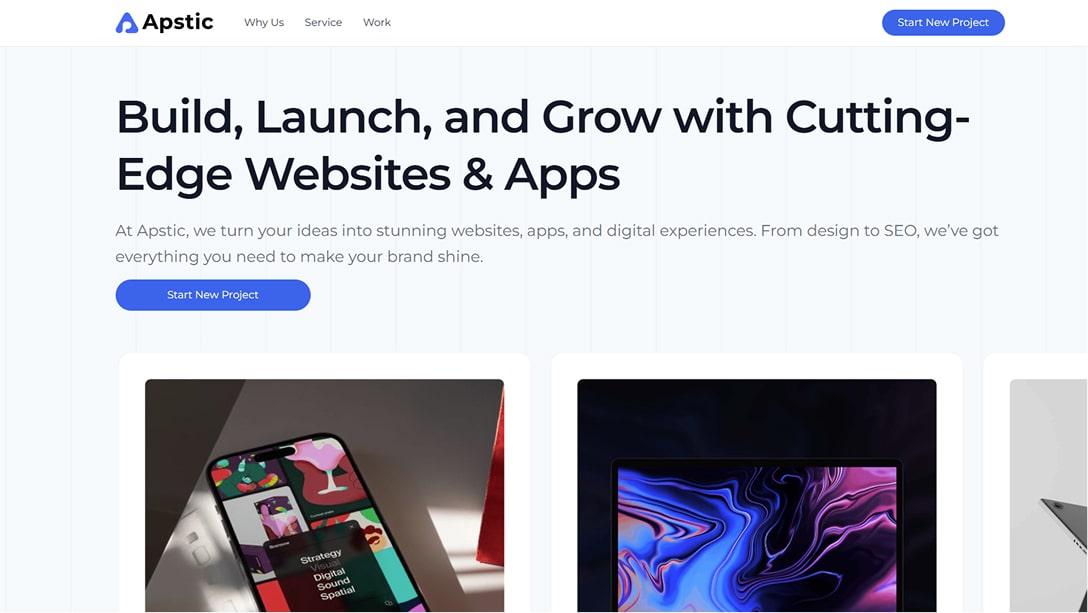 Apstic
Why Us
Service
Work
Start New Project
Build, Launch, and Grow with Cutting-
Edge Websites & Apps
At Apstic, we turn your ideas into stunning websites, apps, and digital experiences. From design to SEO, we’ve got
everything you need to make your brand shine.
Start New Project
Strategy
Visual
Digital
Sound
Spatial